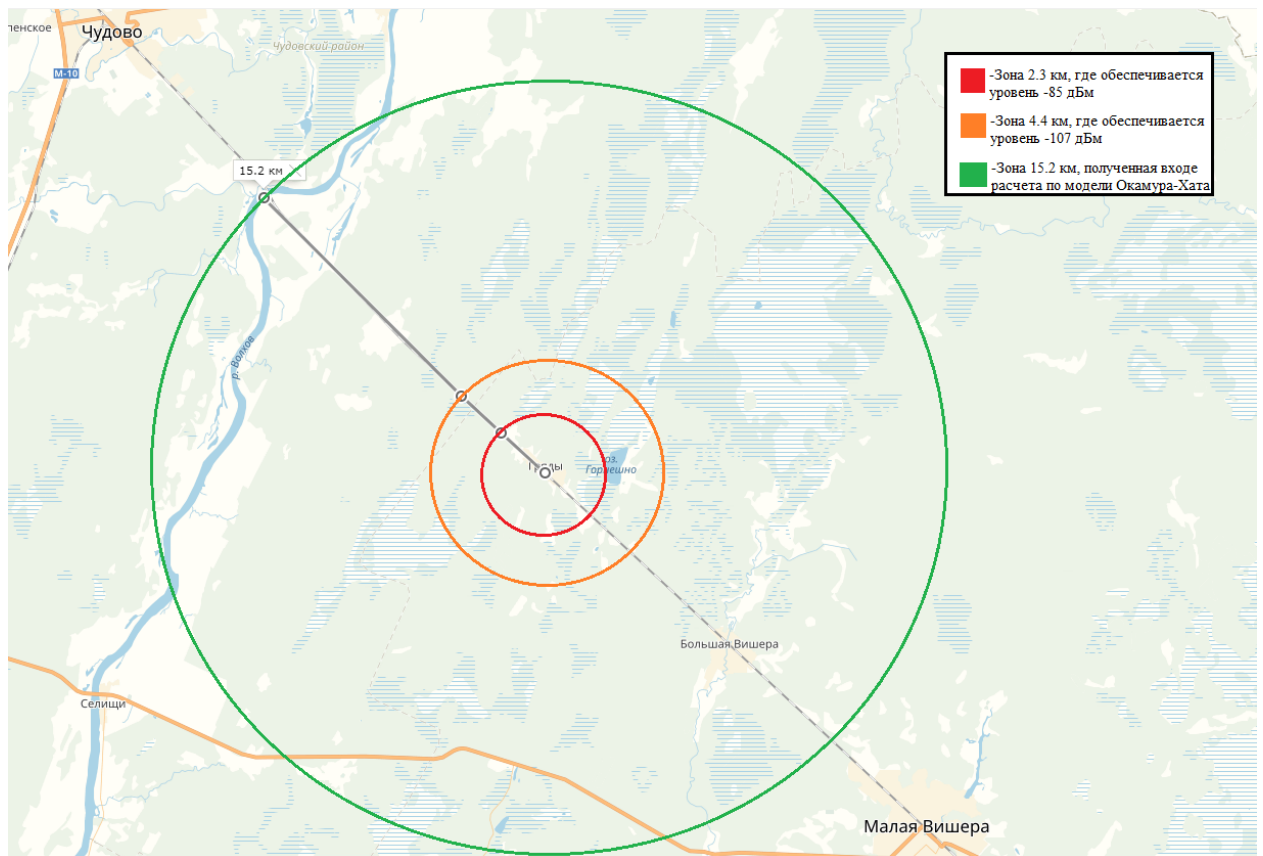 ленское
Чудово
Чудовский район
М-10
-Зона 2.3 км, где обеспечивается
уровень -85 дБм
-Зона 4.4 км, где обеспечивается
уровень -107 дБм
-Зона 15.2 км, полученная входе
расчета по модели Окамура-Хата
15.2 км
р. Волхов
оз.
Горнешно
Большая Вишера
Селищи
Малая Вишера